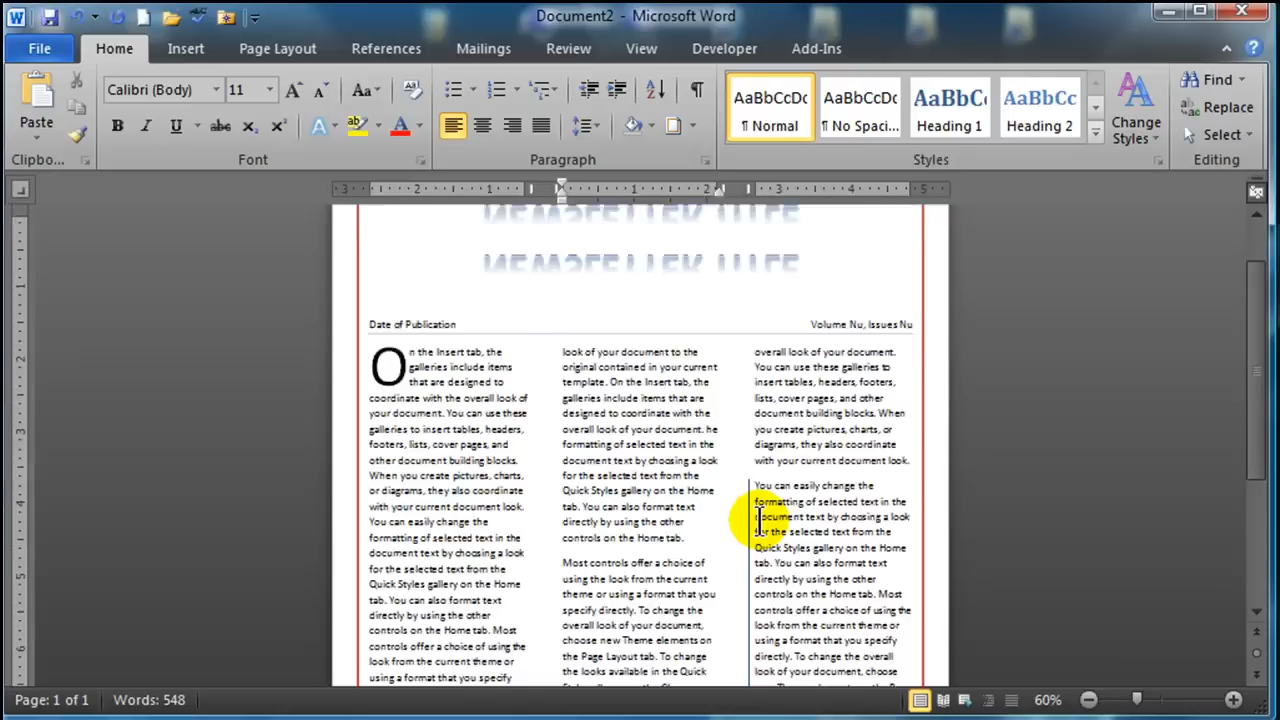 Document2 - Microsoft Word
File Home Insert Page Layout References Mailings Review View Developer Add-Ins
Calibri (Body) 11
AaBbCcDc AaBbCcDc AaBbC AaBbCc
¶ Normal ¶ No Spaci... Heading 1 Heading 2
Paste
Change
Styles
Find
Replace
Select
Clipbo... Font Paragraph Styles Editing
3 2 1 1 2 3 4 5
NEWSLETTER TITLE
NEWSLETTER TITLE
Date of Publication Volume Nu, Issues Nu
On the Insert tab, the
galleries include items
that are designed to
coordinate with the overall look of
your document. You can use these
galleries to insert tables, headers,
footers, lists, cover pages, and
other document building blocks.
When you create pictures, charts,
or diagrams, they also coordinate
with your current document look.
You can easily change the
formatting of selected text in the
document text by choosing a look
for the selected text from the
Quick Styles gallery on the Home
tab. You can also format text
directly by using the other
controls on the Home tab. Most
controls offer a choice of using the
look from the current theme or
using a format that you specify
look of your document to the
original contained in your current
template. On the Insert tab, the
galleries include items that are
designed to coordinate with the
overall look of your document. he
formatting of selected text in the
document text by choosing a look
for the selected text from the
Quick Styles gallery on the Home
tab. You can also format text
directly by using the other
controls on the Home tab.
Most controls offer a choice of
using the look from the current
theme or using a format that you
specify directly. To change the
overall look of your document,
choose new Theme elements on
the Page Layout tab. To change
the looks available in the Quick
overall look of your document.
You can use these galleries to
insert tables, headers, footers,
lists, cover pages, and other
document building blocks. When
you create pictures, charts, or
diagrams, they also coordinate
with your current document look.
You can easily change the
formatting of selected text in the
document text by choosing a look
for the selected text from the
Quick Styles gallery on the Home
tab. You can also format text
directly by using the other
controls on the Home tab. Most
controls offer a choice of using the
look from the current theme or
using a format that you specify
directly. To change the overall
look of your document, choose
Page: 1 of 1 Words: 548 60%